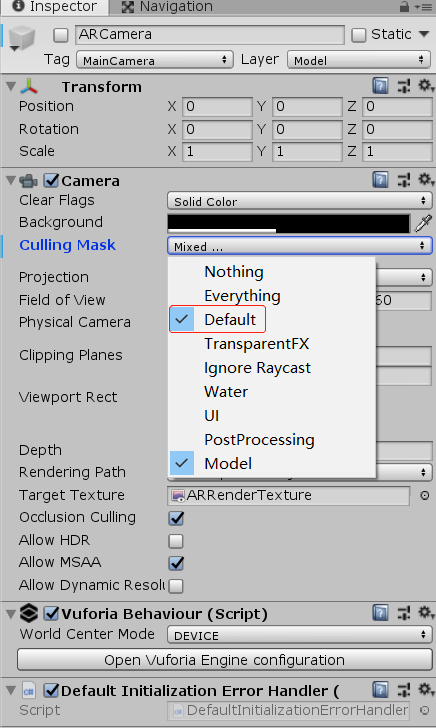 Inspector Mixing
ARCamera Static
Tag MainCamera Layer Model
Transform
Position X 0 Y 0 Z 0
Rotation X 0 Y 0 Z 0
Scale X 1 Y 1 Z 1
Camera
Clear Flags Solid Color
Background
Culling Mask Mixed ...
Nothing
Projection
Everything
Field of View 60
Default
Physical Camera
TransparentFX
Clipping Planes
Ignore Raycast
Water
Viewport Rect
UI
PostProcessing
Depth
Model
Rendering Path
Target Texture ARRenderTexture
Occlusion Culling
Allow HDR
Allow MSAA
Allow Dynamic Resolu
Vuforia Behaviour (Script)
World Center Mode DEVICE
Open Vuforia Engine configuration
Default Initialization Error Handler (
Script DefaultInitializationErrorHandler